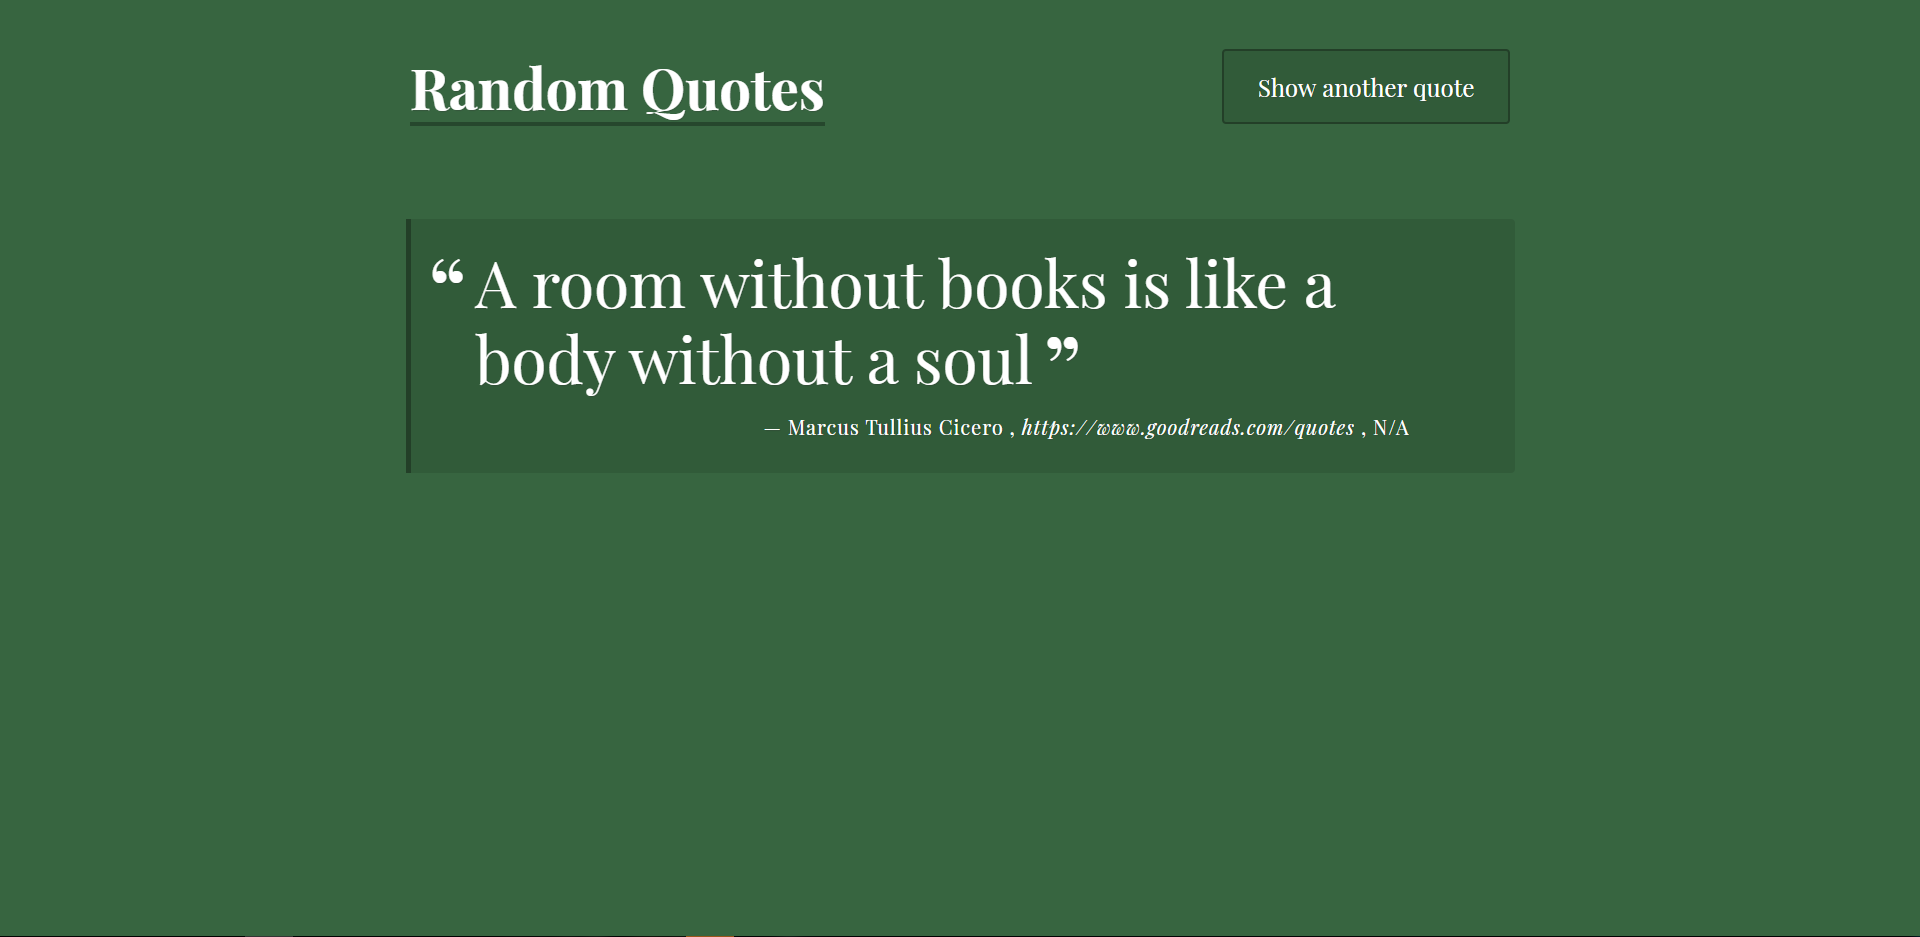 Random Quotes
Show another quote
“ A room without books is like a
body without a soul ”
— Marcus Tullius Cicero , https://www.goodreads.com/quotes , N/A